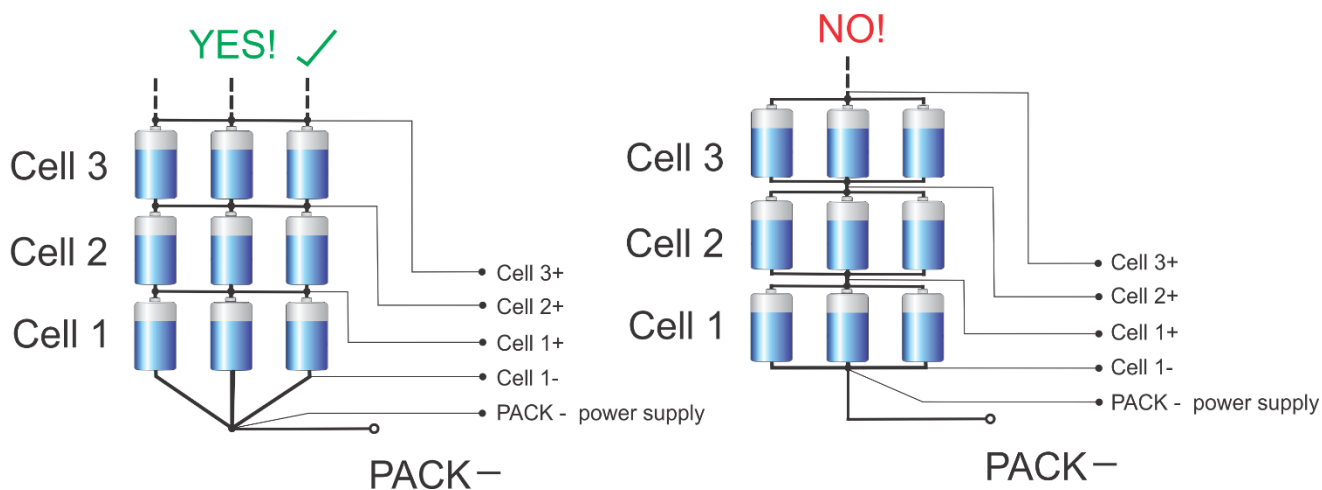 YES!
Cell 3
Cell 2
Cell 1
Cell 3+
Cell 2+
Cell 1+
Cell 1-
PACK - power supply
PACK –
NO!
Cell 3
Cell 2
Cell 1
Cell 3+
Cell 2+
Cell 1+
Cell 1-
PACK - power supply
PACK –